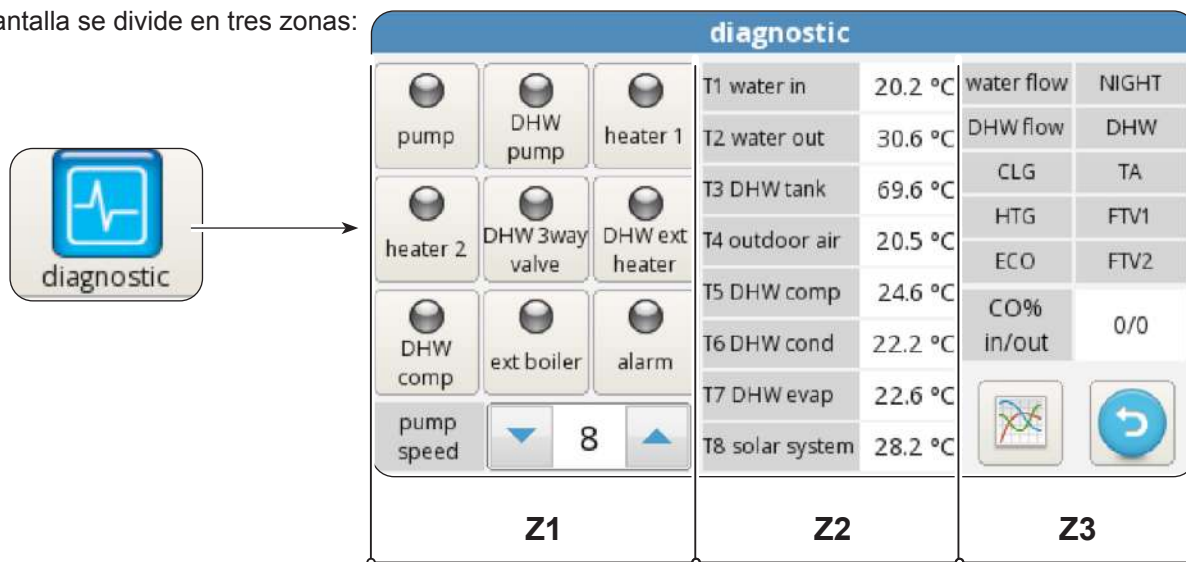 antalla se divide en tres zonas:
diagnostic
diagnostic
pump
DHW
pump
heater 1
heater 2
DHW 3way
valve
DHW ext
heater
DHW
comp
ext boiler
alarm
pump
speed
8
T1 water in 20.2 °C
T2 water out 30.6 °C
T3 DHW tank 69.6 °C
T4 outdoor air 20.5 °C
T5 DHW comp 24.6 °C
T6 DHW cond 22.2 °C
T7 DHW evap 22.6 °C
T8 solar system 28.2 °C
water flow NIGHT
DHW flow DHW
CLG TA
HTG FTV1
ECO FTV2
CO%
in/out
0/0
Z1 Z2 Z3